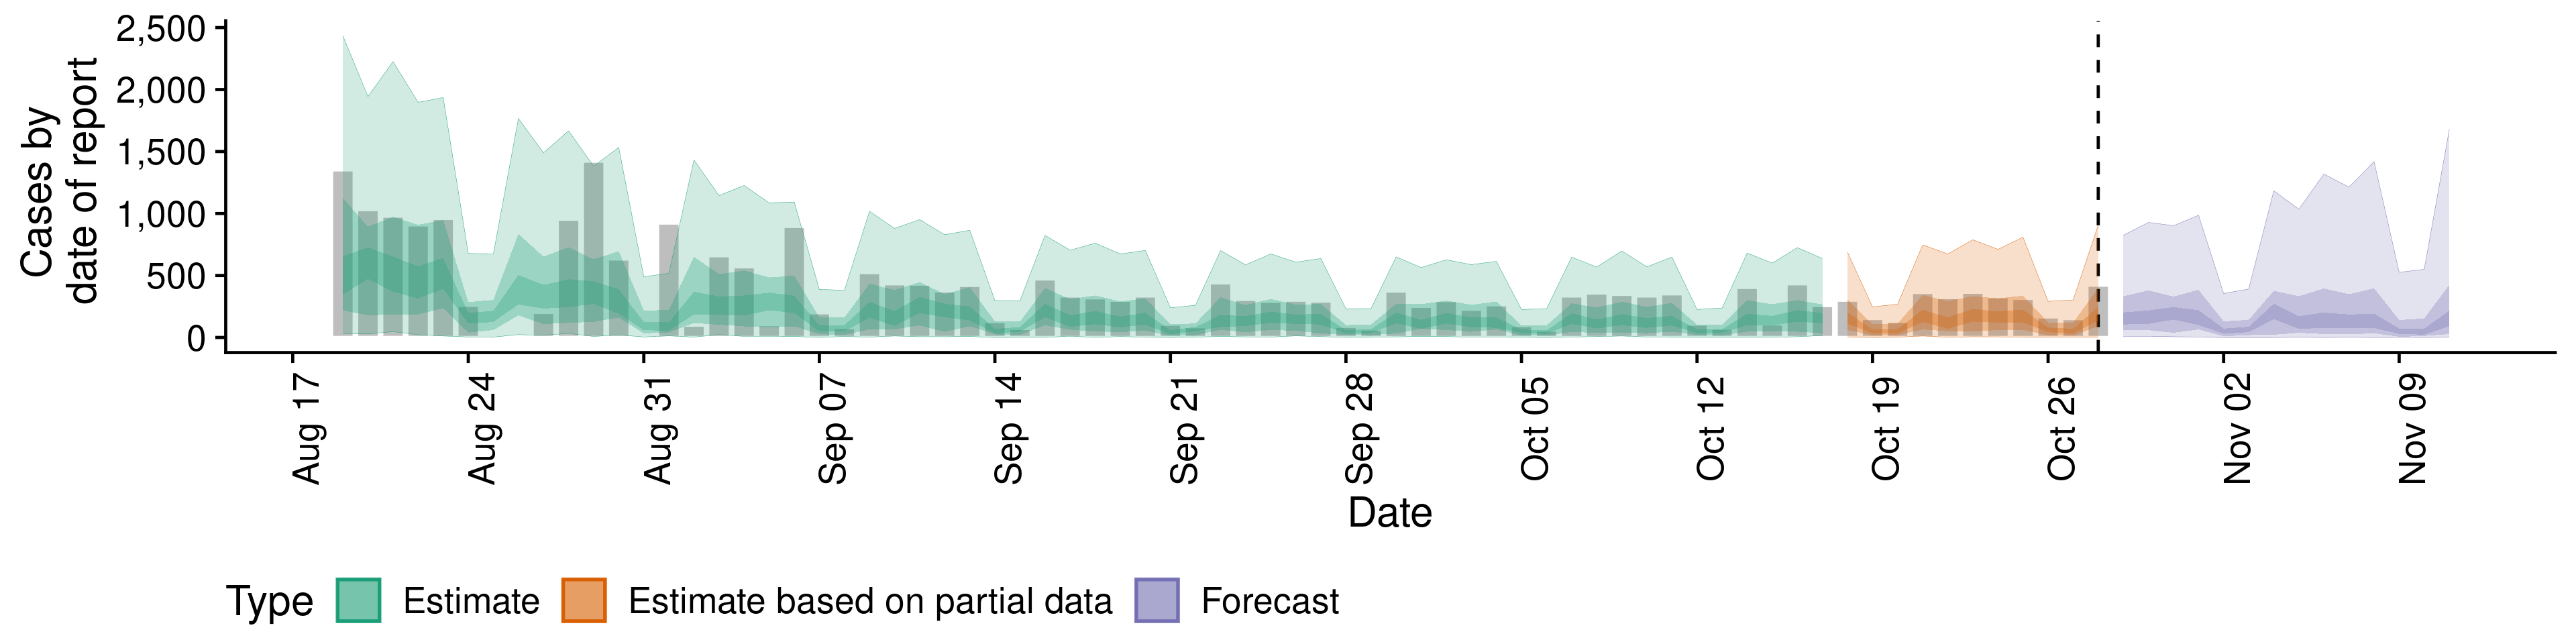 Cases by
date of report
2,500
2,000
1,500
1,000
500
0
Aug 17
Aug 24
Aug 31
Sep 07
Sep 14
Sep 21
Sep 28
Oct 05
Oct 12
Oct 19
Oct 26
Nov 02
Nov 09
Date
Type
Estimate
Estimate based on partial data
Forecast